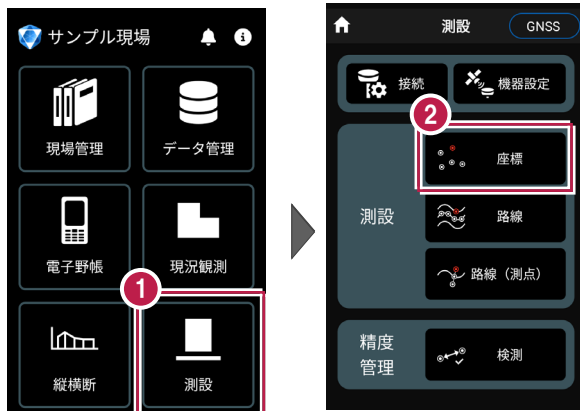 サンプル現場
現場管理
データ管理
電子野帳
現況観測
1
縦横断
測設
測設
GNSS
接続
機器設定
2
測設
座標
路線
路線（測点）
精度
管理
検測